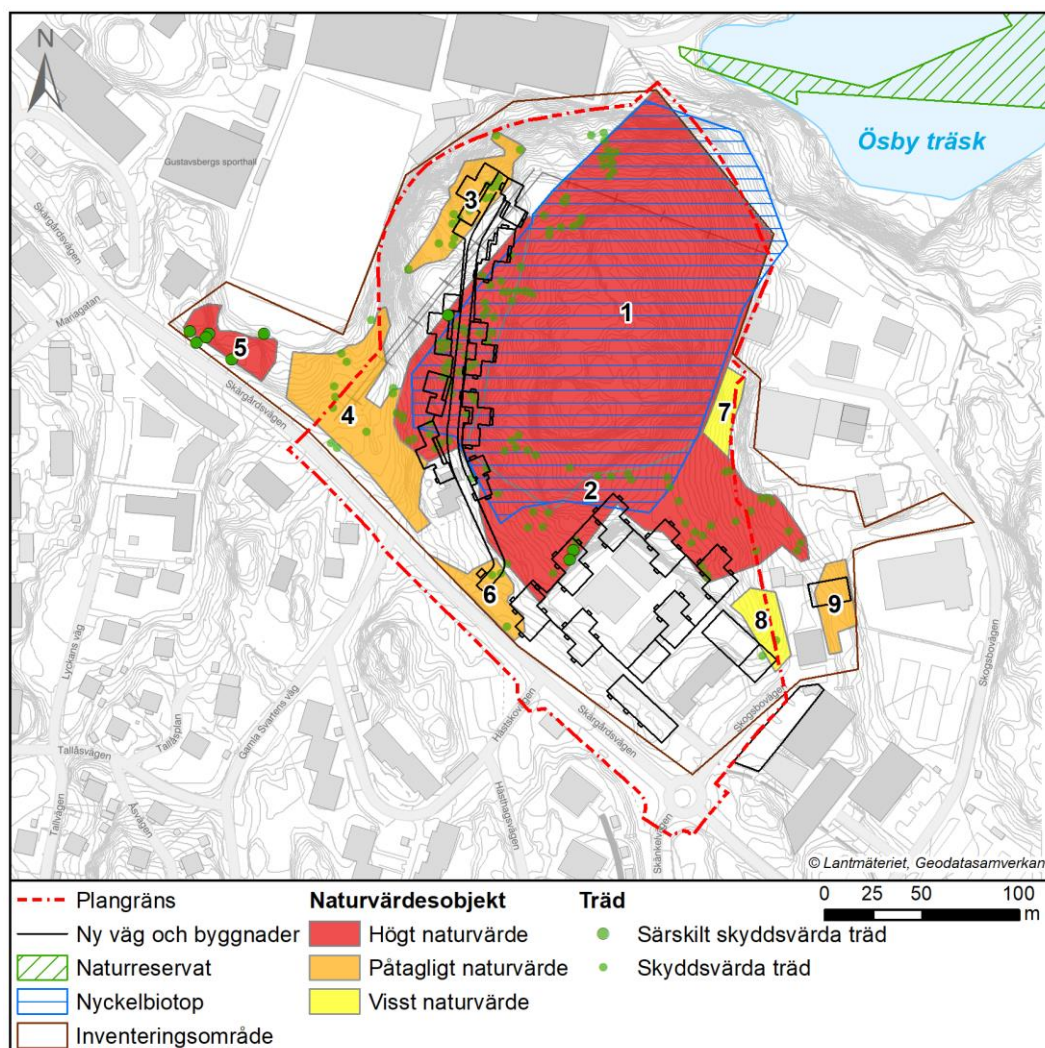 N
Ösby träsk
Gustavsbergs sporthall
Skärgårdsvägen
Mariagatan
3
1
5
4
7
2
Skärgårdsvägen
6
8
9
Lyckans väg
Gamla Svartens väg
Tallåsplan
Tallåsvägen
Tallvägen
Åsvägen
Hästskovägen
Hästhagsvägen
Skärgårdsvägen
Skogsbovägen
Skogsbovägen
Skänkelvägen
© Lantmäteriet, Geodatasamverkan
Plangräns
Ny väg och byggnader
Naturreservat
Nyckelbiotop
Inventeringsområde
Naturvärdesobjekt
Högt naturvärde
Påtagligt naturvärde
Visst naturvärde
Träd
Särskilt skyddsvärda träd
Skyddsvärda träd
0 25 50 100
m